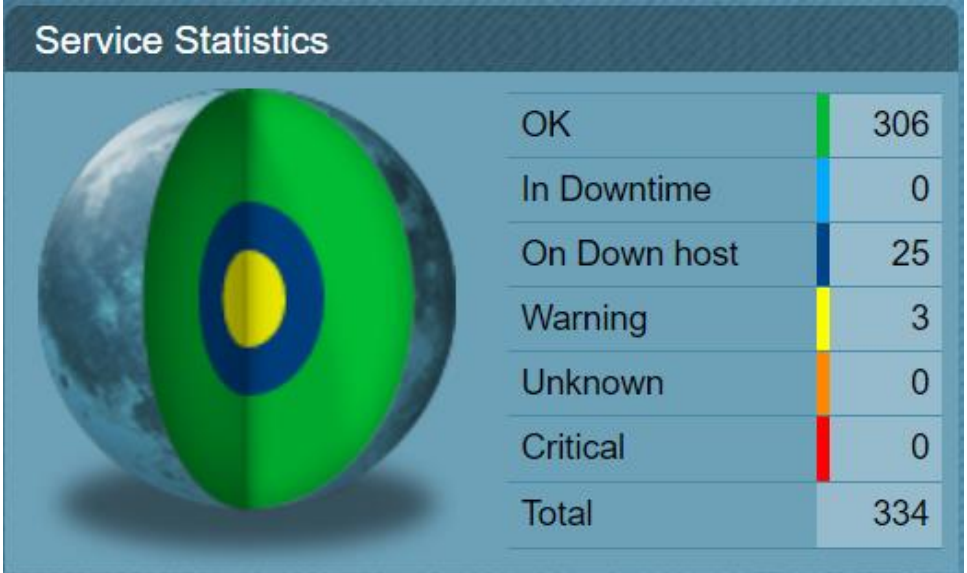 Service Statistics
OK 306
In Downtime 0
On Down host 25
Warning 3
Unknown 0
Critical 0
Total 334